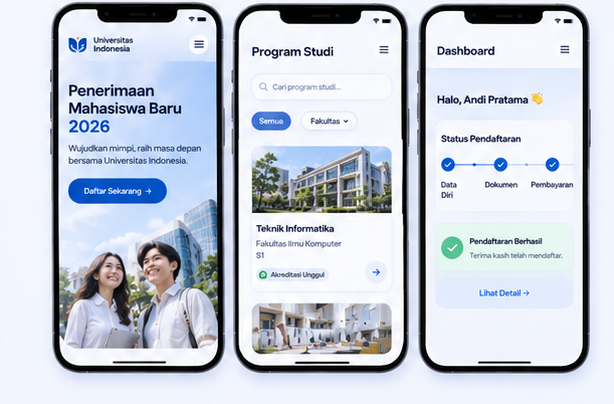 Universitas
Indonesia
Penerimaan
Mahasiswa Baru
2026
Wujudkan mimpi, raih masa depan
bersama Universitas Indonesia.
Daftar Sekarang →
Program Studi
Cari program studi...
Semua
Fakultas
Teknik Informatika
Fakultas Ilmu Komputer
S1
Akreditasi Unggul
Dashboard
Halo, Andi Pratama 👋
Status Pendaftaran
Data
Diri
Dokumen
Pembayaran
Pendaftaran Berhasil
Terima kasih telah mendaftar.
Lihat Detail →